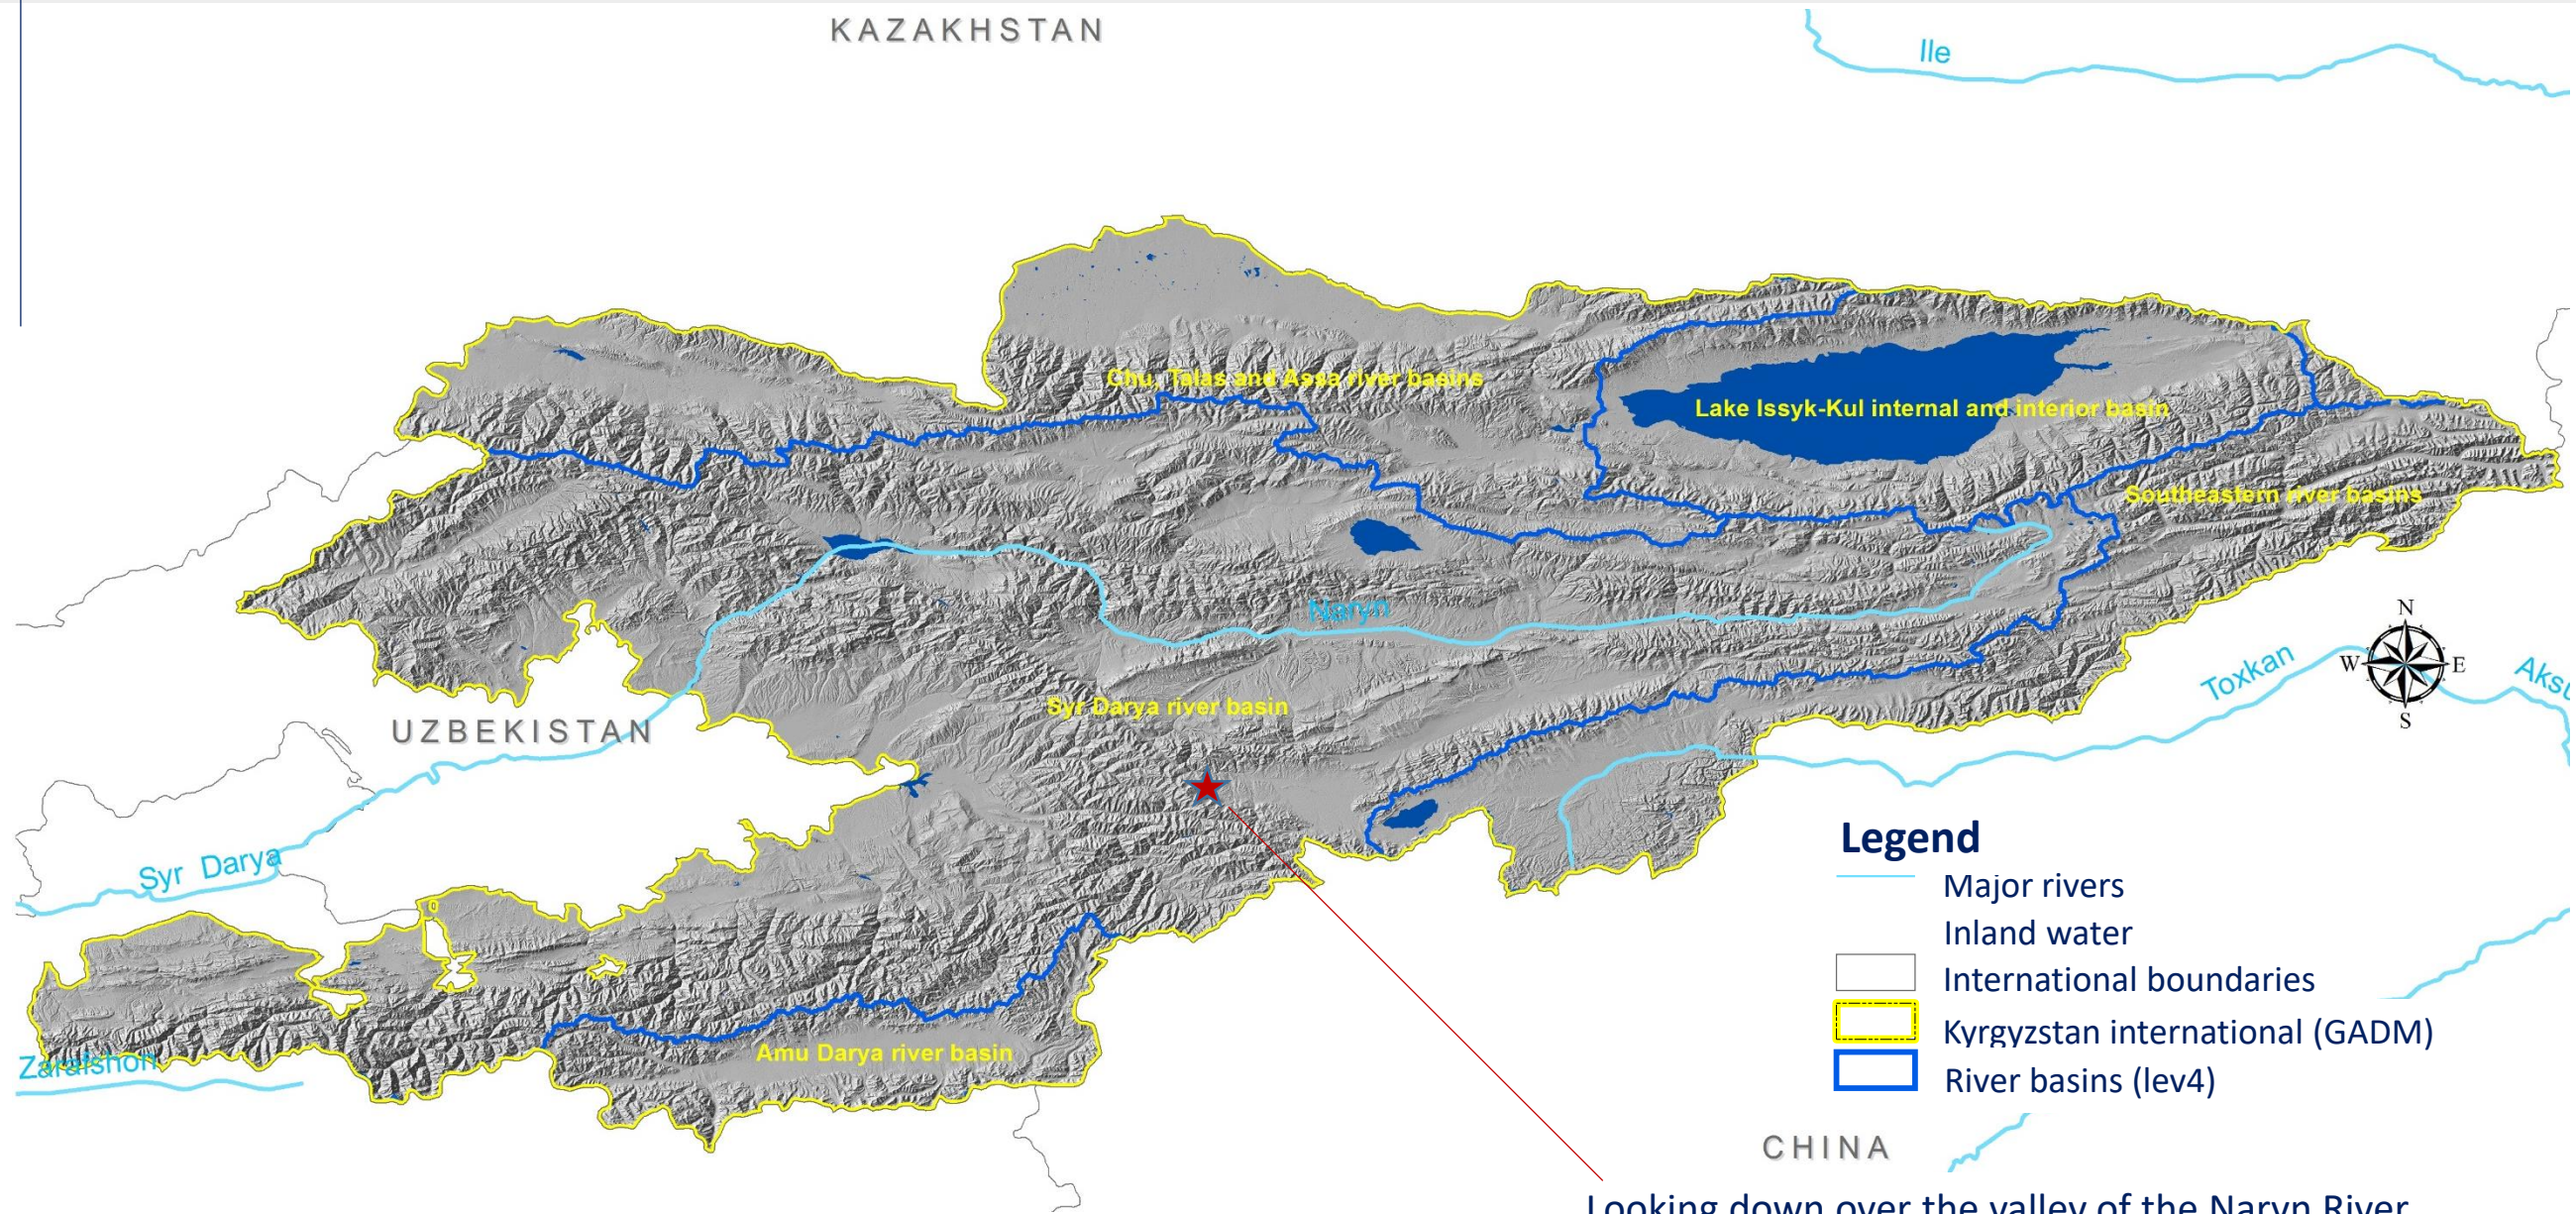 KAZAKHSTAN
Ile
Chu, Talas and Assa river basins
Lake Issyk-Kul internal and interior basin
Southeastern river basins
Naryn
N
W
E
S
Toxkan
Syr Darya river basin
UZBEKISTAN
Syr Darya
Legend
Major rivers
Inland water
International boundaries
Kyrgyzstan international (GADM)
River basins (lev4)
Amu Darya river basin
Zarafshon
CHINA
Looking down over the valley of the Naryn River